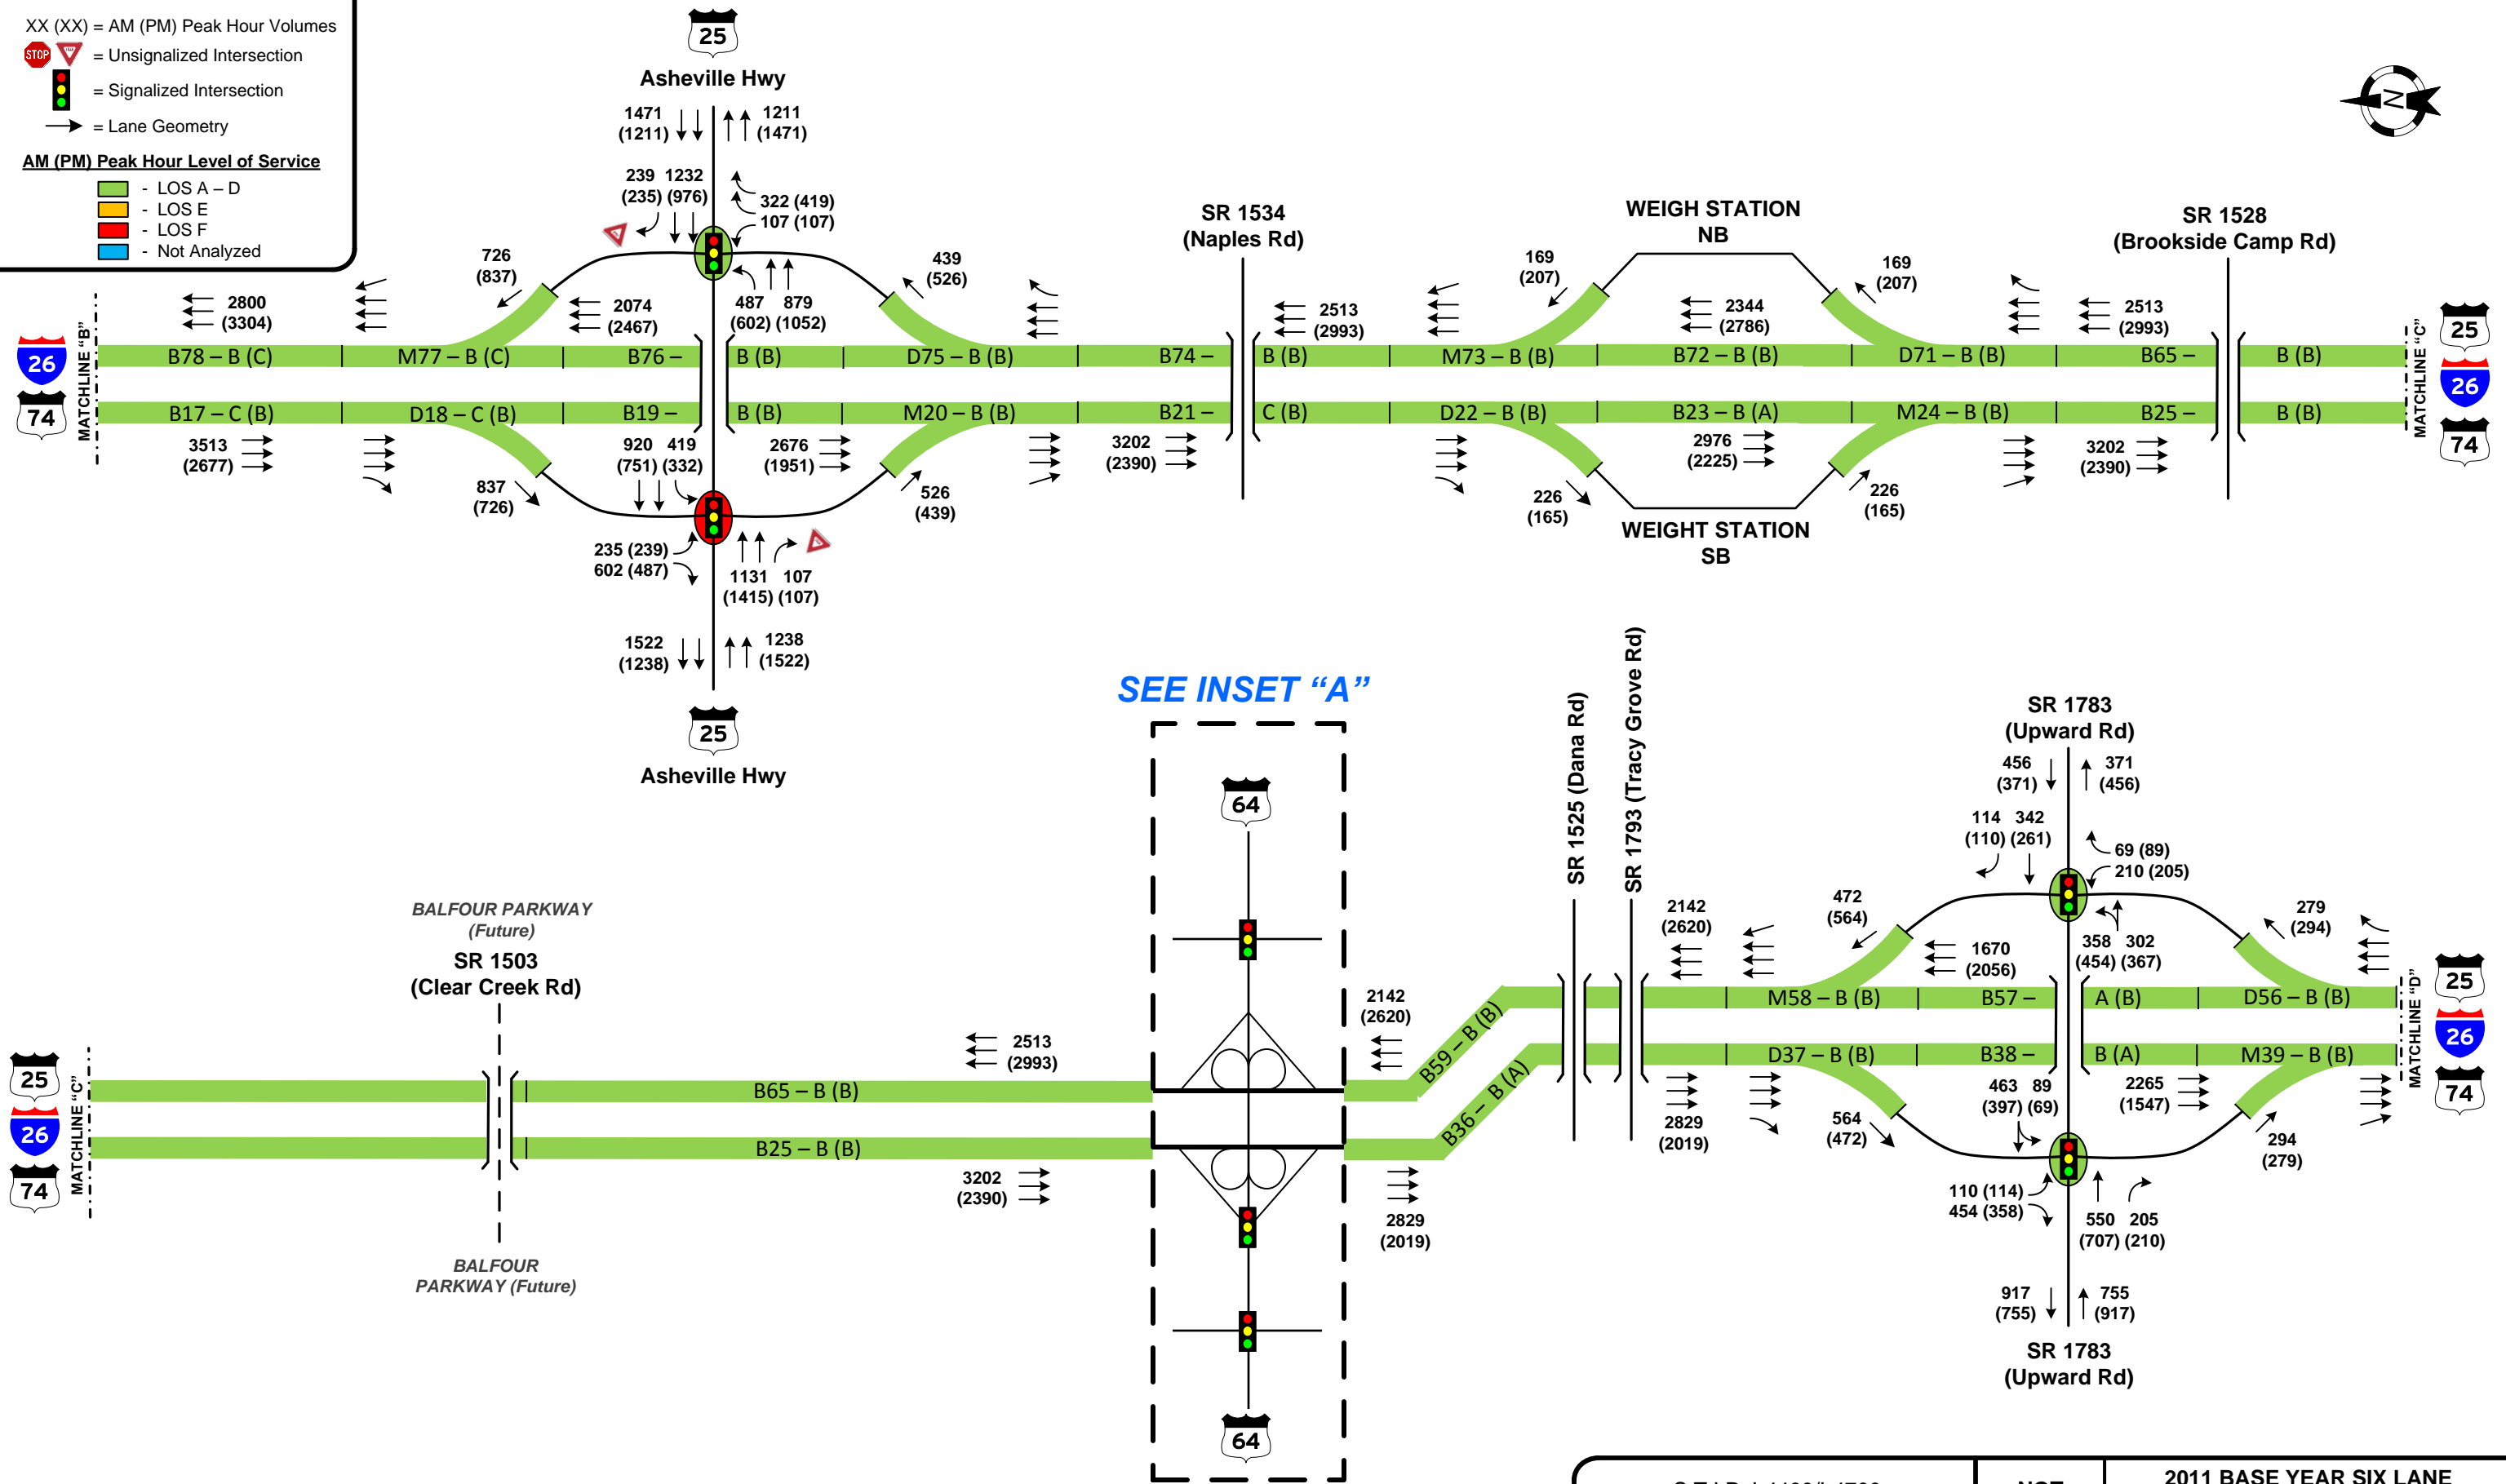 XX (XX) = AM (PM) Peak Hour Volumes
STOP = Unsignalized Intersection
= Signalized Intersection
= Lane Geometry
AM (PM) Peak Hour Level of Service
- LOS A – D
- LOS E
- LOS F
- Not Analyzed
25
Asheville Hwy
1471 1211
(1211) (1471)
239 1232
(235) (976)
322 (419)
107 (107)
726
(837)
439
(526)
487 879
(602) (1052)
2800
(3304)
2074
(2467)
SR 1534
(Naples Rd)
2513
(2993)
WEIGH STATION
NB
169
(207)
169
(207)
2344
(2786)
SR 1528
(Brookside Camp Rd)
2513
(2993)
N
26
74
MATCHLINE "B"
B78 – B (C)
M77 – B (C)
B76 –
B (B)
D75 – B (B)
B74 –
B (B)
M73 – B (B)
B72 – B (B)
D71 – B (B)
B65 –
B (B)
MATCHLINE "C"
25
26
74
B17 – C (B)
D18 – C (B)
B19 –
B (B)
M20 – B (B)
B21 –
C (B)
D22 – B (B)
B23 – B (A)
M24 – B (B)
B25 –
B (B)
3513
(2677)
837
(726)
920 419
(751) (332)
2676
(1951)
526
(439)
3202
(2390)
226
(165)
2976
(2225)
226
(165)
3202
(2390)
WEIGHT STATION
SB
235 (239)
602 (487)
1131 107
(1415) (107)
1522 1238
(1238) (1522)
25
Asheville Hwy
SEE INSET “A”
64
SR 1525 (Dana Rd)
SR 1793 (Tracy Grove Rd)
SR 1783
(Upward Rd)
456 371
(371) (456)
114 342
(110) (261)
69 (89)
210 (205)
472
(564)
279
(294)
358 302
(454) (367)
2142
(2620)
1670
(2056)
BALFOUR PARKWAY
(Future)
SR 1503
(Clear Creek Rd)
2513
(2993)
2142
(2620)
25
26
74
MATCHLINE "C"
B65 – B (B)
B59 – B (B)
M58 – B (B)
B57 –
A (B)
D56 – B (B)
MATCHLINE "D"
25
26
74
B25 – B (B)
B36 – B (A)
D37 – B (B)
B38 –
B (A)
M39 – B (B)
3202
(2390)
2829
(2019)
2829
(2019)
564
(472)
463 89
(397) (69)
2265
(1547)
294
(279)
110 (114)
454 (358)
550 205
(707) (210)
917 755
(755) (917)
SR 1783
(Upward Rd)
BALFOUR
PARKWAY (Future)
64
2011 BASE YEAR SIX LANE